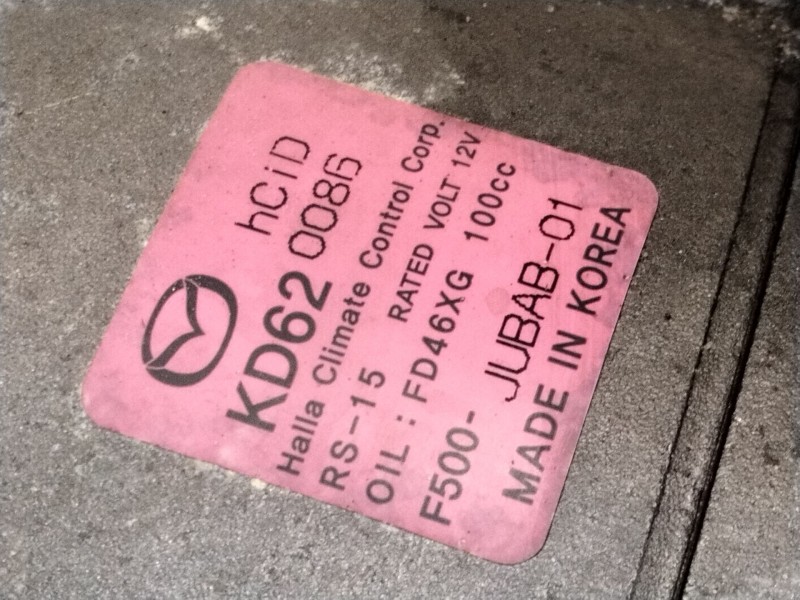 hCiD
KD62 0086
Halla Climate Control Corp.
RS-15 RATED VOLT 12V
OIL : FD46XG 100cc
F500- JUBAB-01
MADE IN KOREA